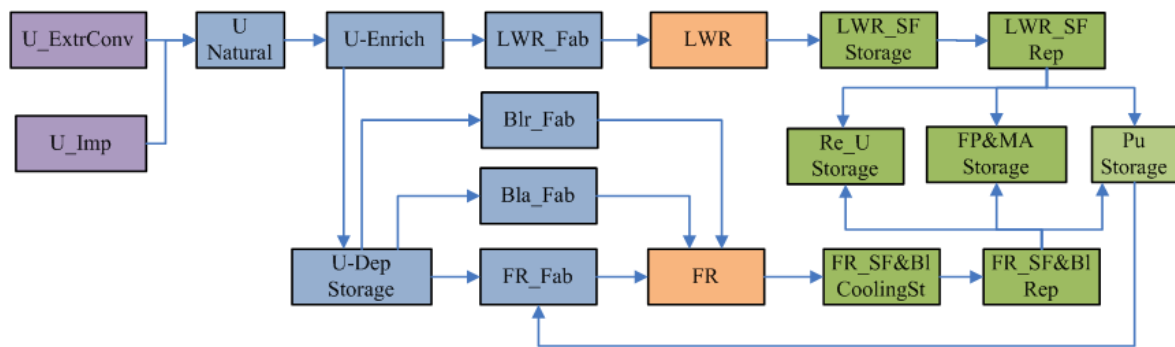 U_ExtrConv
U
Natural
U-Enrich
LWR_Fab
LWR
LWR_SF
Storage
LWR_SF
Rep
U_Imp
Blr_Fab
Re_U
Storage
FP&MA
Storage
Pu
Storage
Bla_Fab
U-Dep
Storage
FR_Fab
FR
FR_SF&Bl
CoolingSt
FR_SF&Bl
Rep